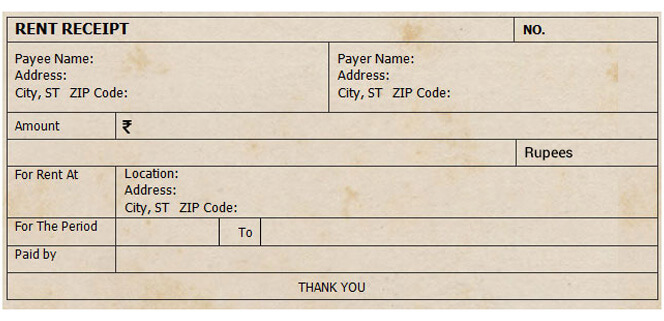 RENT RECEIPT NO.
Payee Name: Payer Name:
Address: Address:
City, ST ZIP Code: City, ST ZIP Code:
Amount ₹
Rupees
For Rent At Location:
Address:
City, ST ZIP Code:
For The Period To
Paid by
THANK YOU